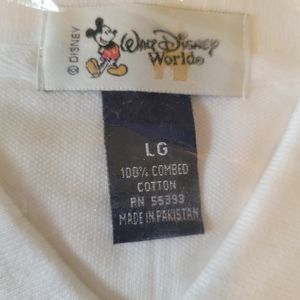 © DISNEY
Walt Disney
World®
LG
100% COMBED
COTTON
RN 55393
MADE IN PAKISTAN